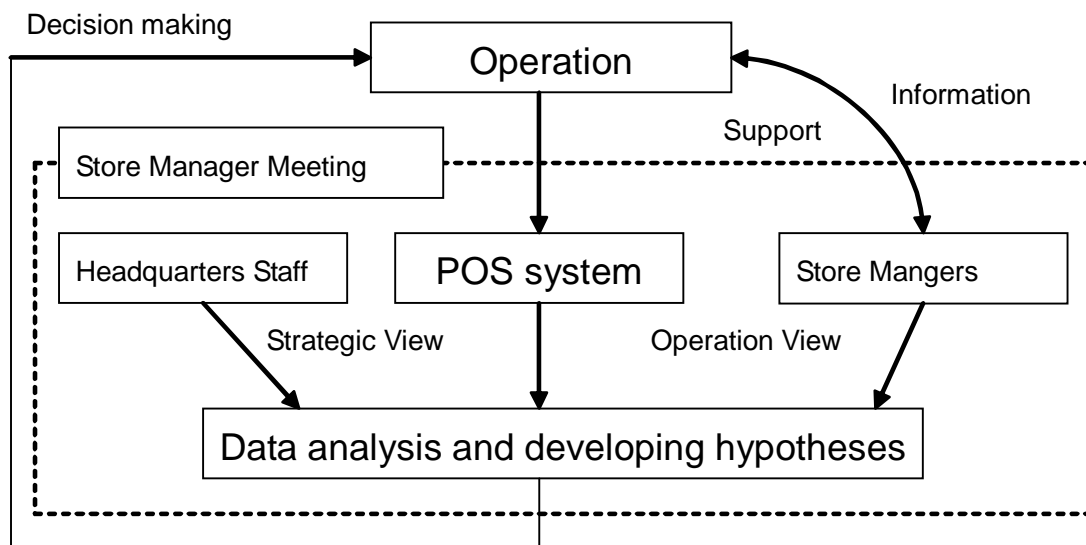 Decision making
Operation
Information
Support
Store Manager Meeting
Headquarters Staff
POS system
Store Mangers
Strategic View
Operation View
Data analysis and developing hypotheses